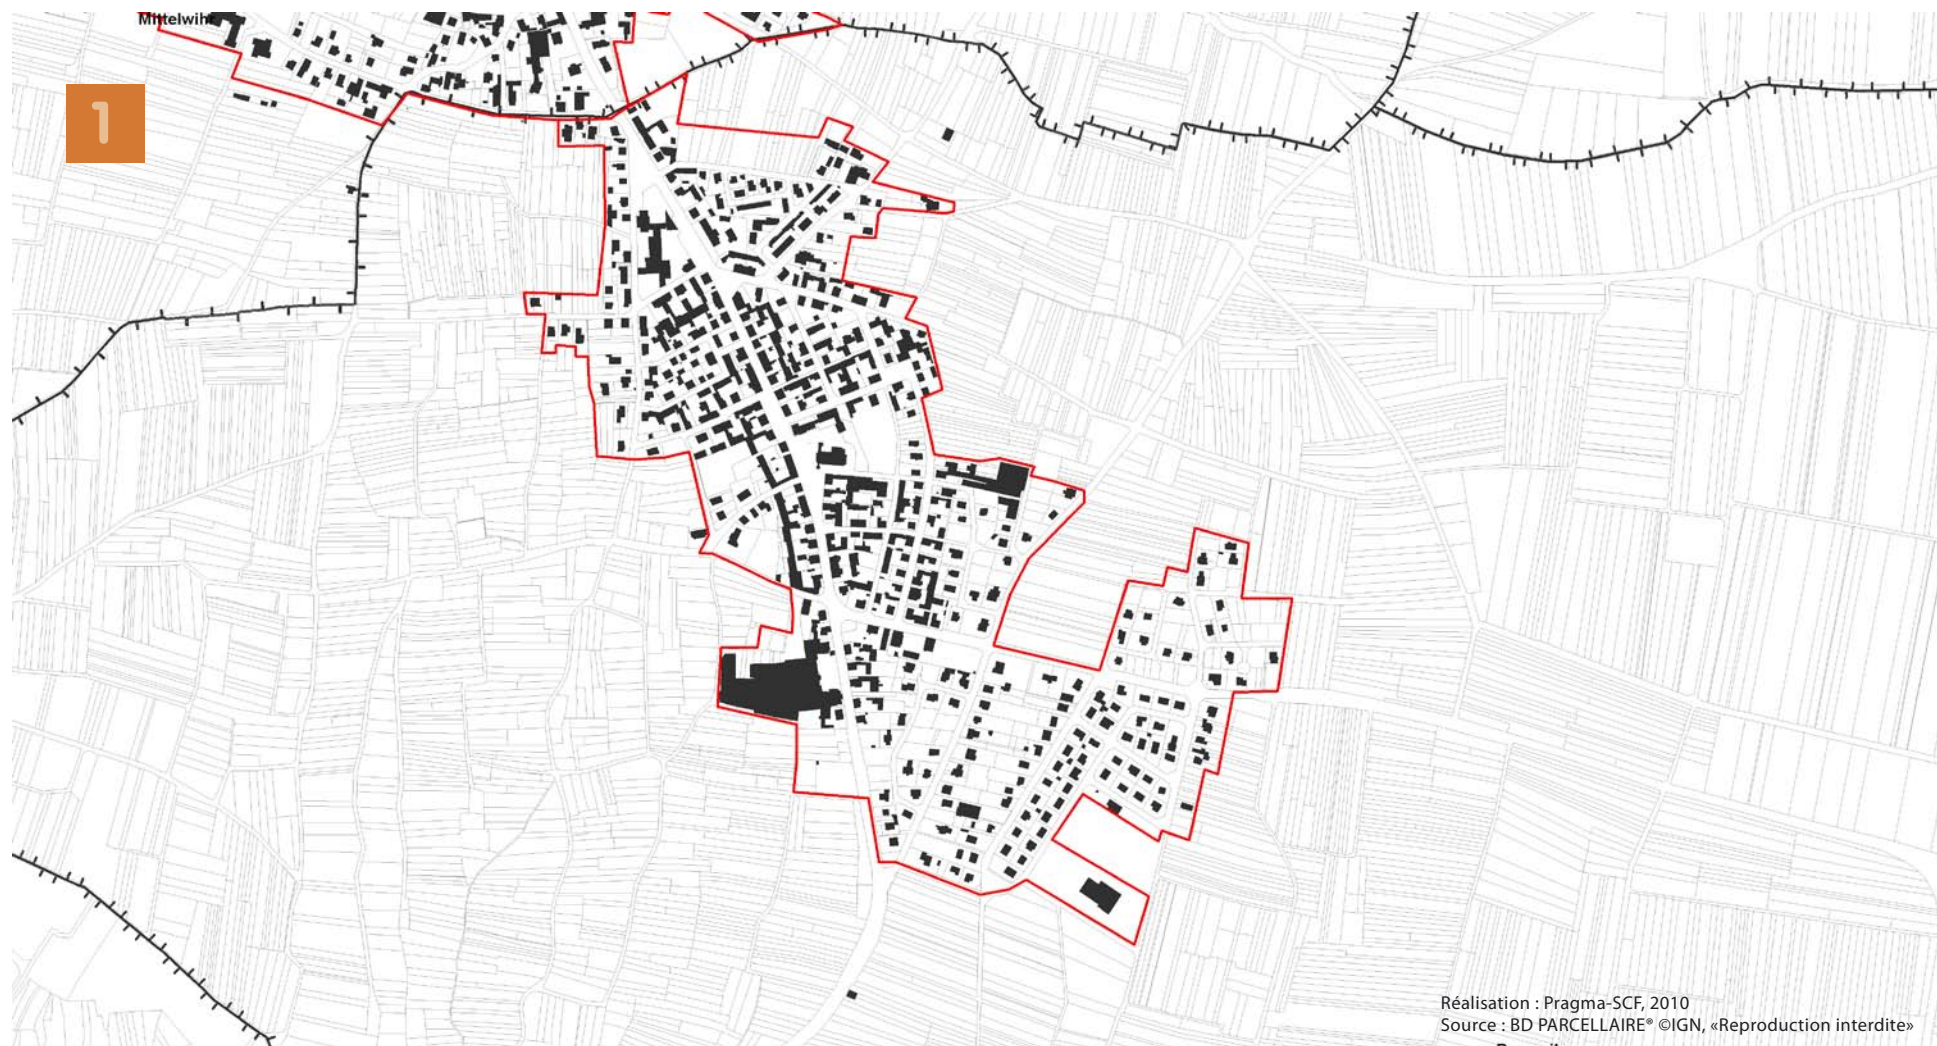 Mittelwihr
1
Réalisation : Pragma-SCF, 2010
Source : BD PARCELLAIRE® ©IGN, «Reproduction interdite»